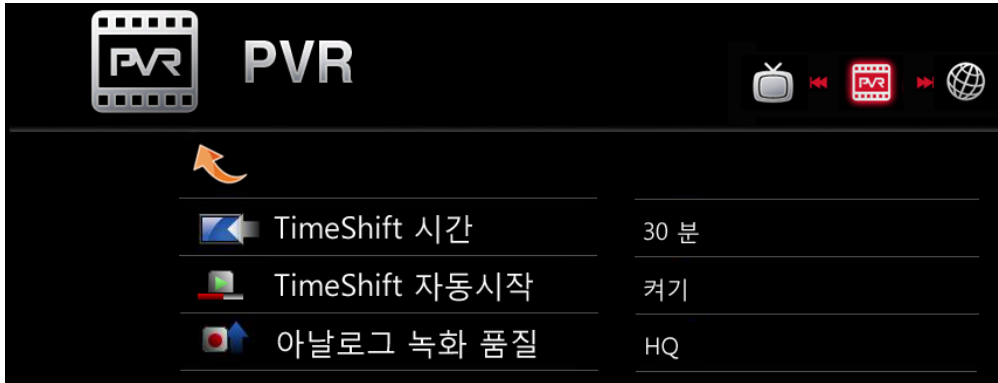 PVR PVR
PVR
TimeShift 시간 30 분
TimeShift 자동시작 켜기
아날로그 녹화 품질 HQ